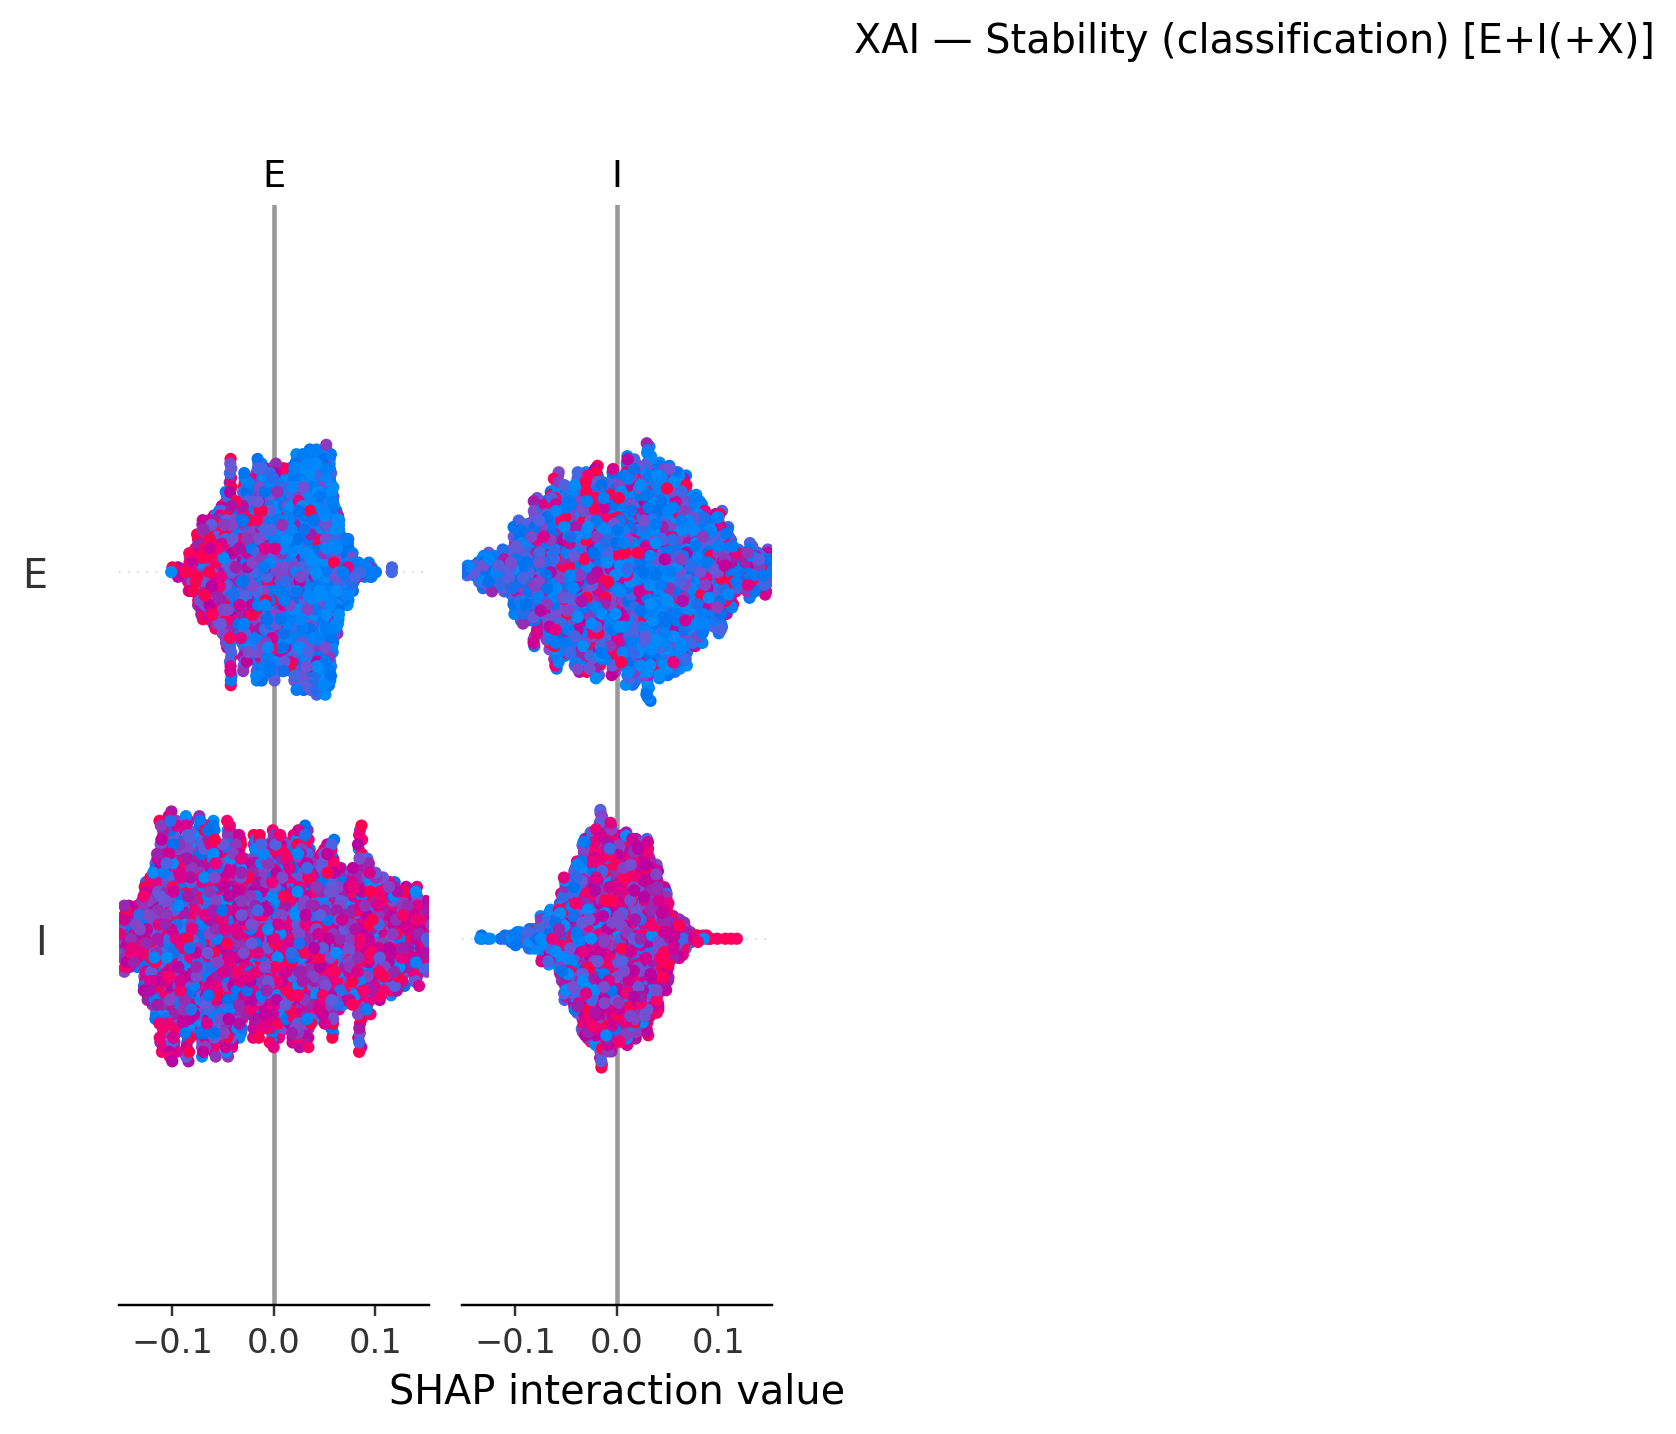 XAI — Stability (classification) [E+I(+X)]
E I
E
I
−0.1 0.0 0.1 −0.1 0.0 0.1
SHAP interaction value